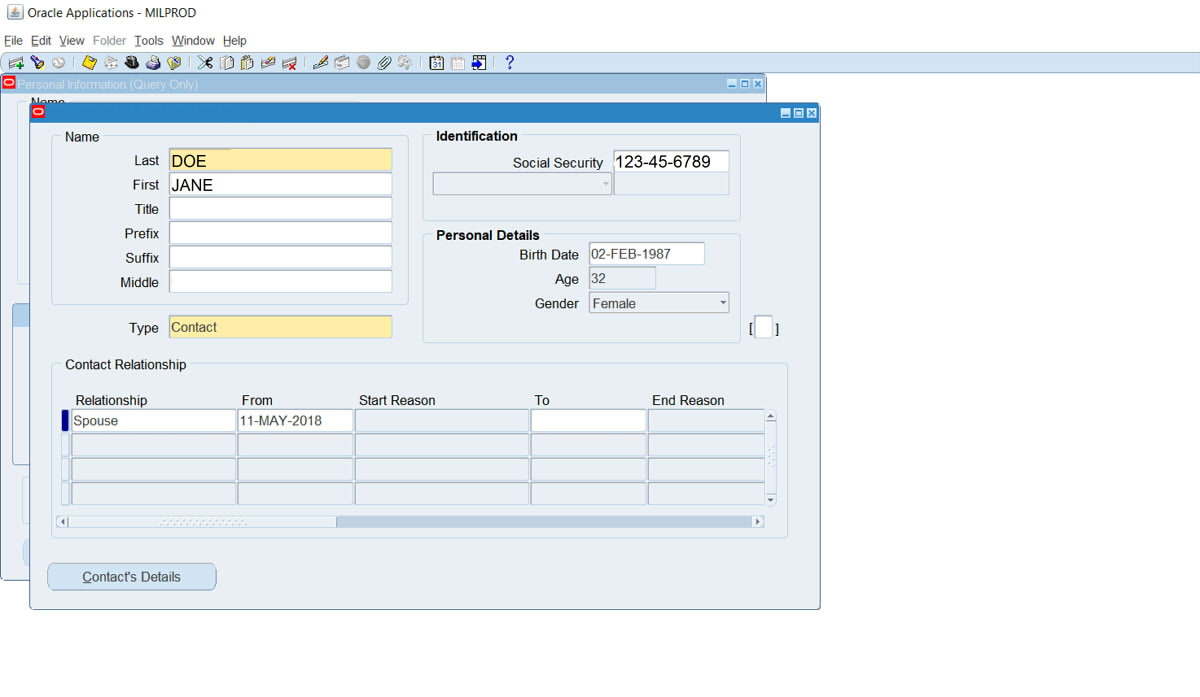 Oracle Applications - MILPROD
File Edit View Folder Tools Window Help
31
?
Personal Information (Query Only)
Name
Name
Last DOE
First JANE
Title
Prefix
Suffix
Middle
Type Contact
Identification
Social Security 123-45-6789
Personal Details
Birth Date 02-FEB-1987
Age 32
Gender Female
[ ]
Contact Relationship
Relationship From Start Reason To End Reason
Spouse 11-MAY-2018
Contact's Details